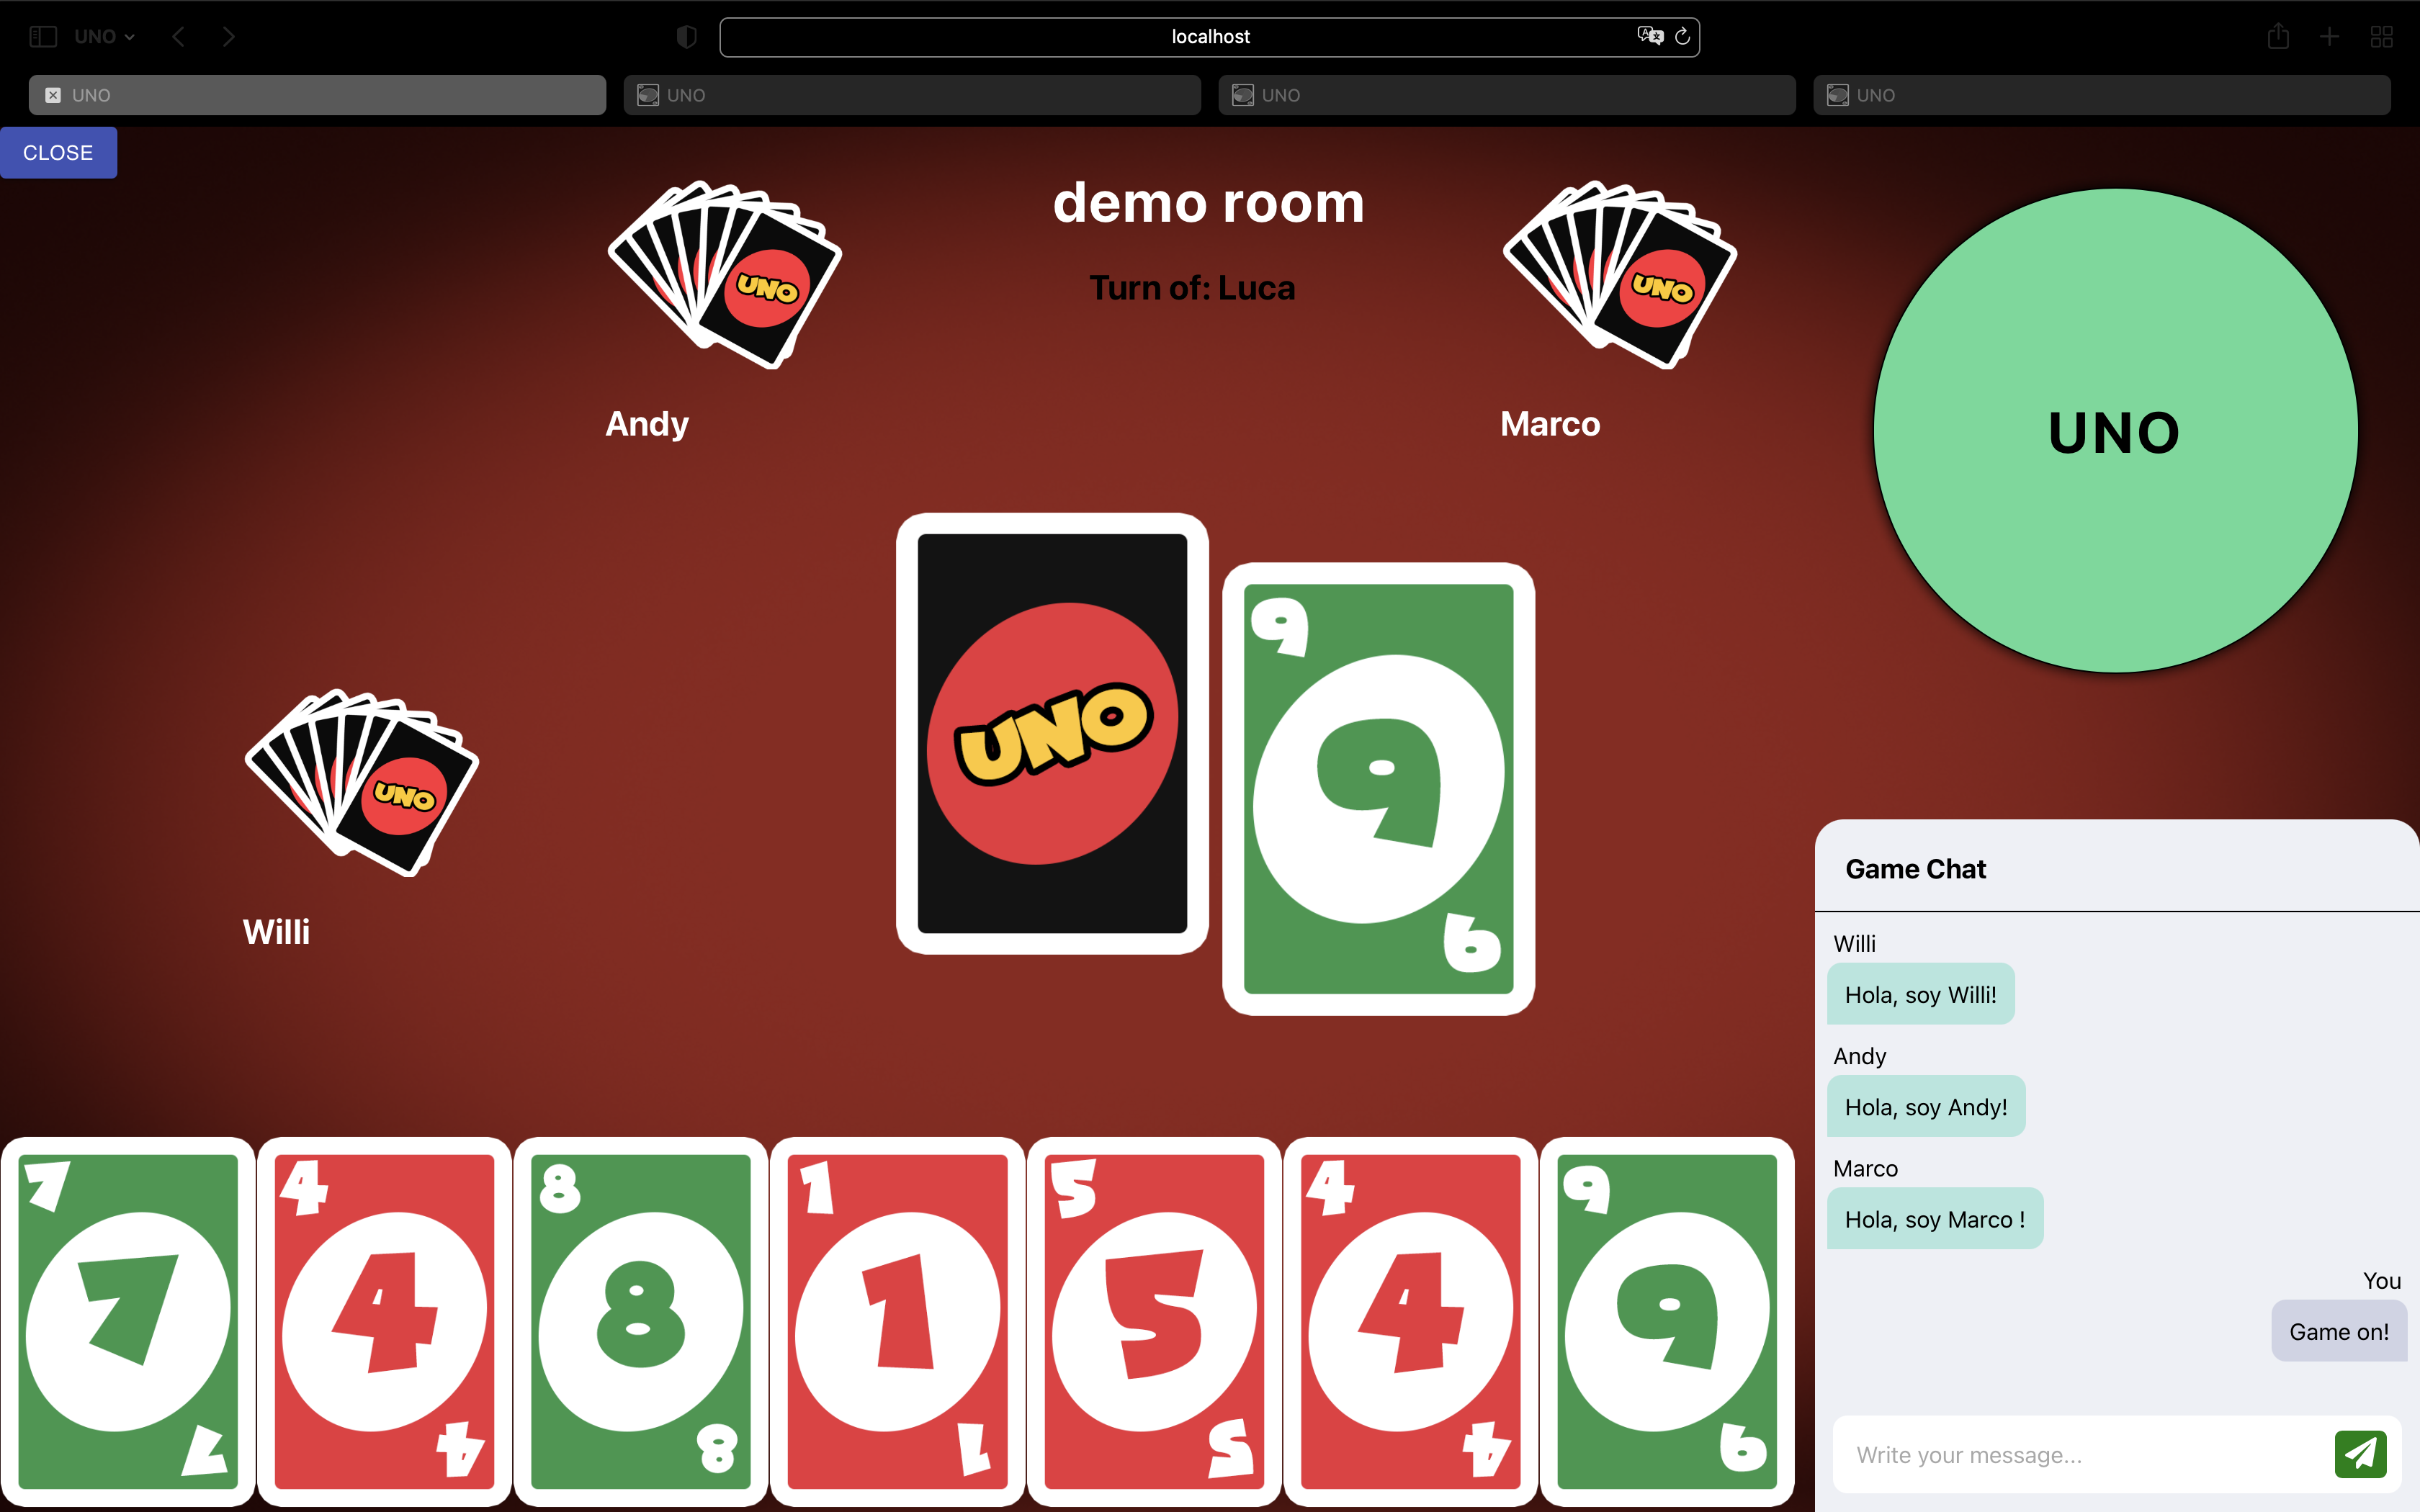 UNO
localhost
UNO
UNO
UNO
UNO
CLOSE
demo room
Turn of: Luca
UNO
Andy
UNO
Marco
UNO
UNO
Willi
UNO
9
9
9
Game Chat
Willi
Hola, soy Willi!
Andy
Hola, soy Andy!
Marco
Hola, soy Marco !
You
Game on!
Write your message...
7
7
7
4
4
4
8
8
8
1
1
1
5
5
5
4
4
4
9
9
9